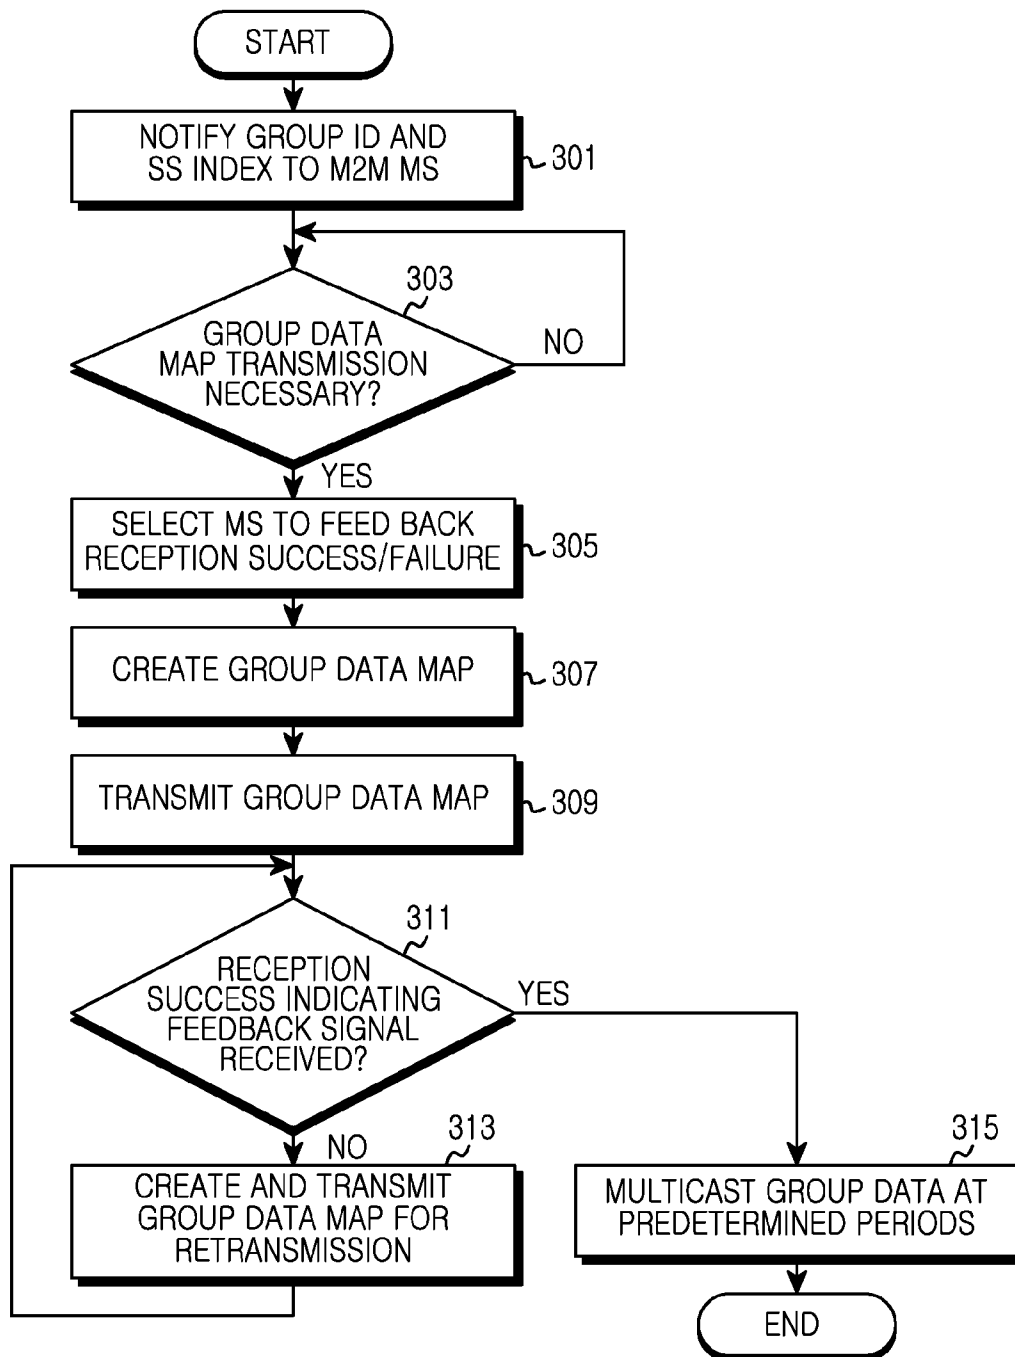 START
NOTIFY GROUP ID AND
SS INDEX TO M2M MS
301
303
GROUP DATA
MAP TRANSMISSION
NECESSARY?
NO
YES
SELECT MS TO FEED BACK
RECEPTION SUCCESS/FAILURE
305
CREATE GROUP DATA MAP
307
TRANSMIT GROUP DATA MAP
309
311
RECEPTION
SUCCESS INDICATING
FEEDBACK SIGNAL
RECEIVED?
YES
NO
313
CREATE AND TRANSMIT
GROUP DATA MAP FOR
RETRANSMISSION
315
MULTICAST GROUP DATA AT
PREDETERMINED PERIODS
END